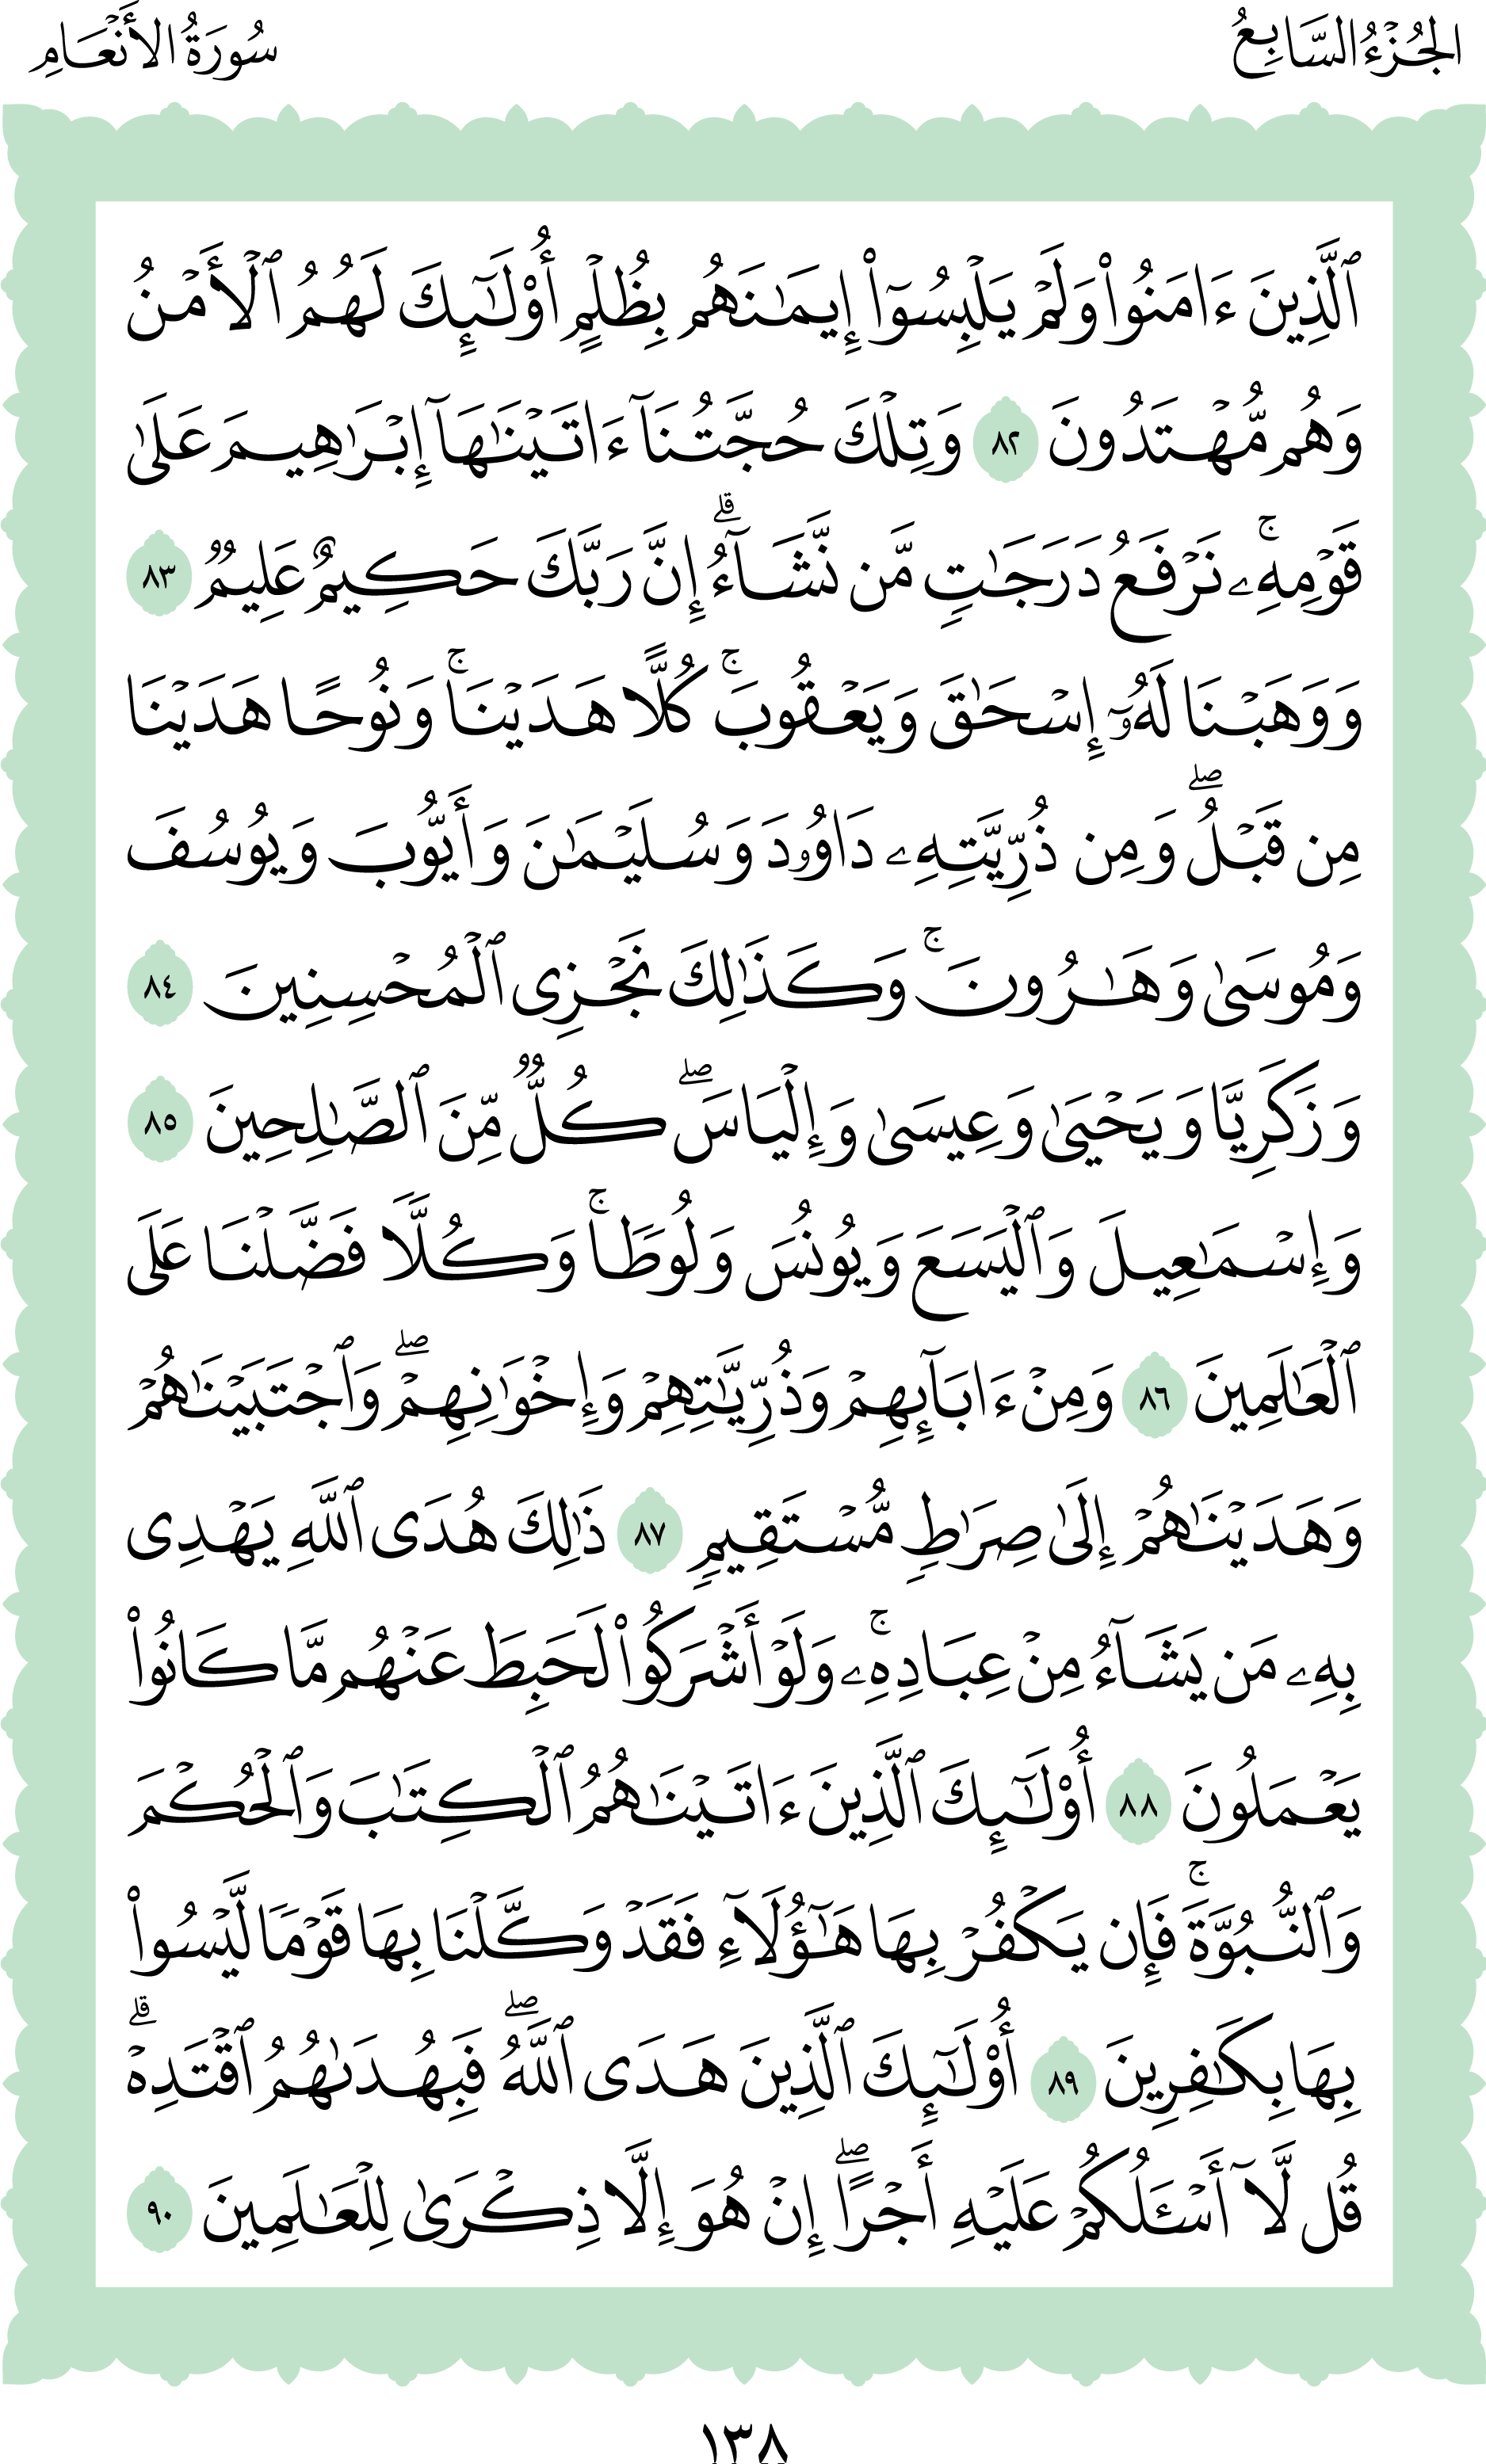 الجُزْءُ السَّابِعُ
سُورَةُ الأَنْعَامِ
ٱلَّذِينَ ءَامَنُوا۟ وَلَمْ يَلْبِسُوٓا۟ إِيمَـٰنَهُم بِظُلْمٍ أُو۟لَـٰٓئِكَ لَهُمُ ٱلْأَمْنُ
وَهُم مُّهْتَدُونَ ٨٢ وَتِلْكَ حُجَّتُنَآ ءَاتَيْنَـٰهَآ إِبْرَٰهِيمَ عَلَىٰ
قَوْمِهِۦ ۚ نَرْفَعُ دَرَجَـٰتٍ مَّن نَّشَآءُ ۗ إِنَّ رَبَّكَ حَكِيمٌ عَلِيمٌ ٨٣
وَوَهَبْنَا لَهُۥٓ إِسْحَـٰقَ وَيَعْقُوبَ ۚ كُلًّا هَدَيْنَا ۚ وَنُوحًا هَدَيْنَا
مِن قَبْلُ ۖ وَمِن ذُرِّيَّتِهِۦ دَاوُۥدَ وَسُلَيْمَـٰنَ وَأَيُّوبَ وَيُوسُفَ
وَمُوسَىٰ وَهَـٰرُونَ ۚ وَكَذَٰلِكَ نَجْزِى ٱلْمُحْسِنِينَ ٨٤
وَزَكَرِيَّا وَيَحْيَىٰ وَعِيسَىٰ وَإِلْيَاسَ ۖ كُلٌّ مِّنَ ٱلصَّـٰلِحِينَ ٨٥
وَإِسْمَـٰعِيلَ وَٱلْيَسَعَ وَيُونُسَ وَلُوطًا ۚ وَكُلًّا فَضَّلْنَا عَلَى
ٱلْعَـٰلَمِينَ ٨٦ وَمِنْ ءَابَآئِهِمْ وَذُرِّيَّـٰتِهِمْ وَإِخْوَٰنِهِمْ ۖ وَٱجْتَبَيْنَـٰهُمْ
وَهَدَيْنَـٰهُمْ إِلَىٰ صِرَٰطٍ مُّسْتَقِيمٍ ٨٧ ذَٰلِكَ هُدَى ٱللَّهِ يَهْدِى
بِهِۦ مَن يَشَآءُ مِنْ عِبَادِهِۦ ۚ وَلَوْ أَشْرَكُوا۟ لَحَبِطَ عَنْهُم مَّا كَانُوا۟
يَعْمَلُونَ ٨٨ أُو۟لَـٰٓئِكَ ٱلَّذِينَ ءَاتَيْنَـٰهُمُ ٱلْكِتَـٰبَ وَٱلْحُكْمَ
وَٱلنُّبُوَّةَ ۚ فَإِن يَكْفُرْ بِهَا هَـٰٓؤُلَآءِ فَقَدْ وَكَّلْنَا بِهَا قَوْمًا لَّيْسُوا۟
بِهَا بِكَـٰفِرِينَ ٨٩ أُو۟لَـٰٓئِكَ ٱلَّذِينَ هَدَى ٱللَّهُ ۖ فَبِهُدَىٰهُمُ ٱقْتَدِهْ ۗ
قُل لَّآ أَسْـَٔلُكُمْ عَلَيْهِ أَجْرًا ۖ إِنْ هُوَ إِلَّا ذِكْرَىٰ لِلْعَـٰلَمِينَ ٩٠
١٣٨